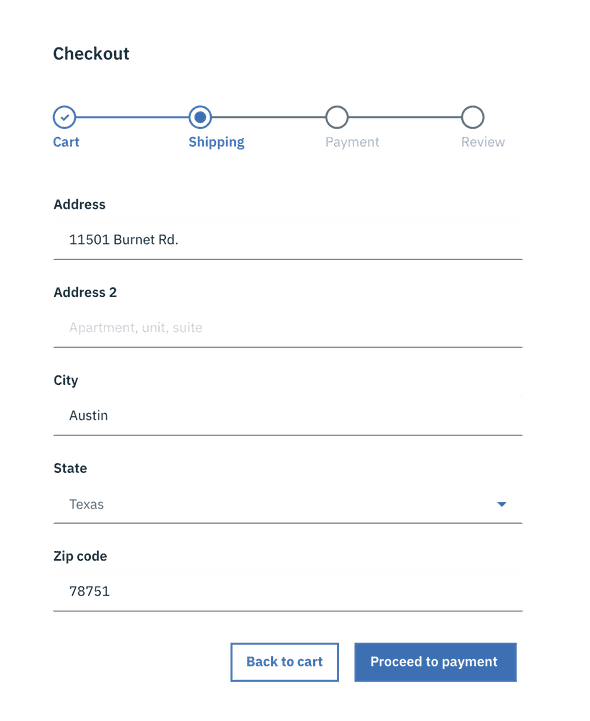 Checkout
Cart Shipping Payment Review
Address
11501 Burnet Rd.
Address 2
Apartment, unit, suite
City
Austin
State
Texas
Zip code
78751
Back to cart Proceed to payment